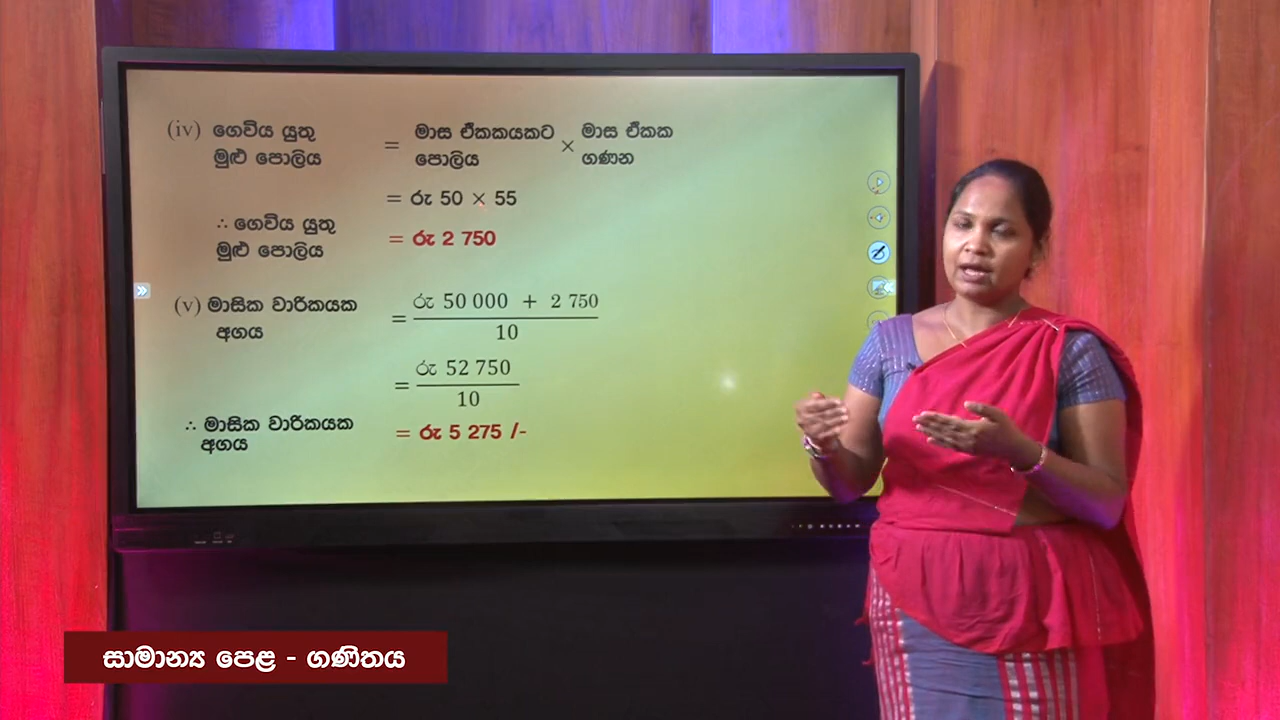 (iv) ගෙවිය යුතු මුළු පොලිය = මාස ඒකකයකට පොලිය × මාස ඒකක ගණන
= රු 50 × 55
∴ ගෙවිය යුතු මුළු පොලිය = රු 2 750
(v) මාසික වාරිකයක අගය = රු 50 000 + 2 750 / 10
= රු 52 750 / 10
∴ මාසික වාරිකයක අගය = රු 5 275 /-
සාමාන්‍ය පෙළ - ගණිතය